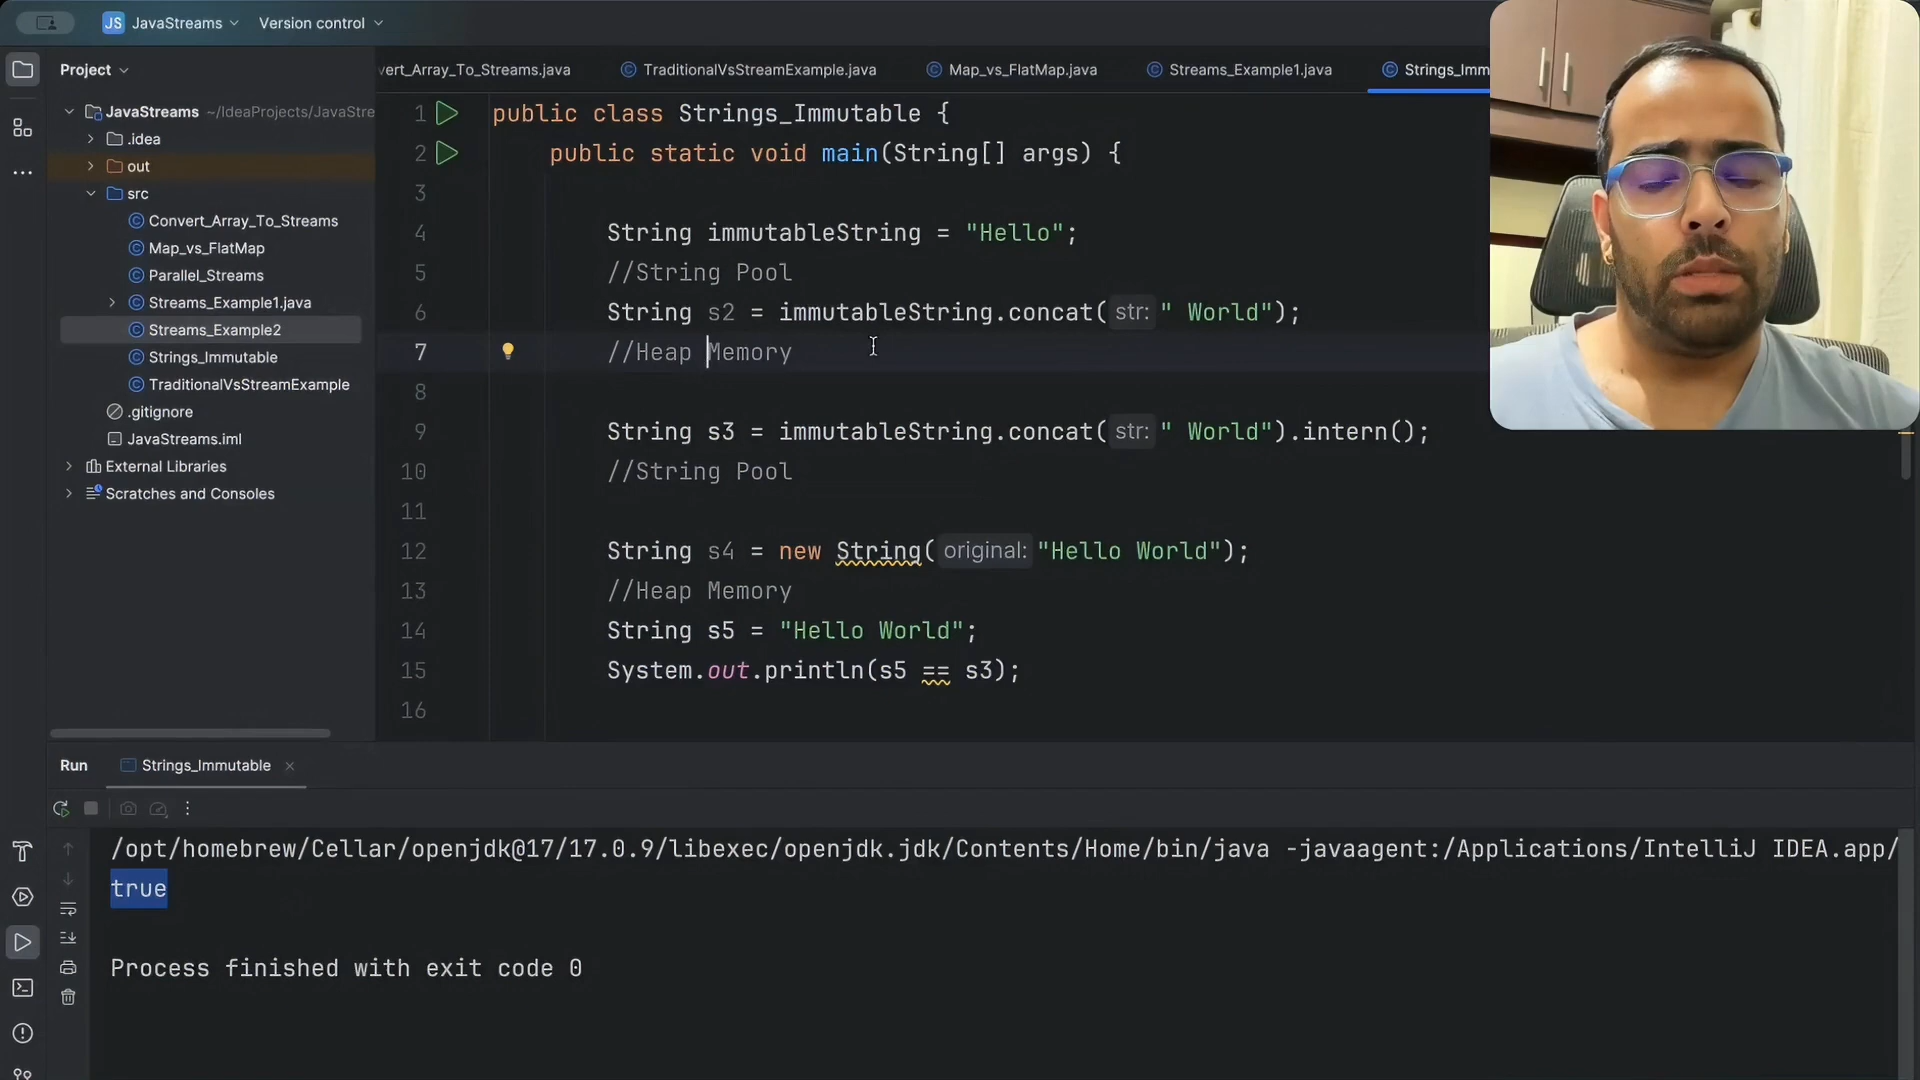 JS JavaStreams Version control
Project
vert_Array_To_Streams.java TraditionalVsStreamExample.java Map_vs_FlatMap.java Streams_Example1.java Strings_Imm
JavaStreams ~/IdeaProjects/JavaStre
.idea
out
src
Convert_Array_To_Streams
Map_vs_FlatMap
Parallel_Streams
Streams_Example1.java
Streams_Example2
Strings_Immutable
TraditionalVsStreamExample
.gitignore
JavaStreams.iml
External Libraries
Scratches and Consoles
1 public class Strings_Immutable {
2 public static void main(String[] args) {
3
4 String immutableString = "Hello";
5 //String Pool
6 String s2 = immutableString.concat( str: " World");
7 //Heap Memory
8
9 String s3 = immutableString.concat( str: " World").intern();
10 //String Pool
11
12 String s4 = new String( original: "Hello World");
13 //Heap Memory
14 String s5 = "Hello World";
15 System.out.println(s5 == s3);
16
Run Strings_Immutable
/opt/homebrew/Cellar/openjdk@17/17.0.9/libexec/openjdk.jdk/Contents/Home/bin/java -javaagent:/Applications/IntelliJ IDEA.app/
true
Process finished with exit code 0